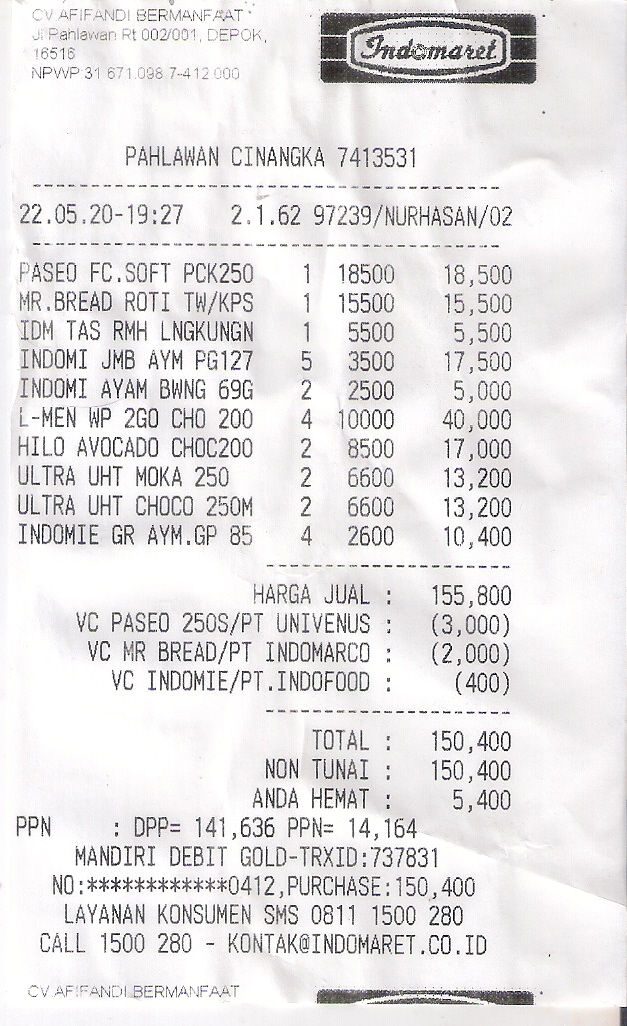 CV AFIFANDI BERMANFAAT
Jl Pahlawan Rt 002/001, DEPOK,
16516
NPWP 31 671.098 7-412 000
Indomaret
PAHLAWAN CINANGKA 7413531
22.05.20-19:27 2.1.62 97239/NURHASAN/02
PASEO FC.SOFT PCK250 1 18500 18,500
MR.BREAD ROTI TW/KPS 1 15500 15,500
IDM TAS RMH LNGKUNGN 1 5500 5,500
INDOMI JMB AYM PG127 5 3500 17,500
INDOMI AYAM BWNG 69G 2 2500 5,000
L-MEN WP 2GO CHO 200 4 10000 40,000
HILO AVOCADO CHOC200 2 8500 17,000
ULTRA UHT MOKA 250 2 6600 13,200
ULTRA UHT CHOCO 250M 2 6600 13,200
INDOMIE GR AYM.GP 85 4 2600 10,400
HARGA JUAL : 155,800
VC PASEO 250S/PT UNIVENUS : (3,000)
VC MR BREAD/PT INDOMARCO : (2,000)
VC INDOMIE/PT.INDOFOOD : (400)
TOTAL : 150,400
NON TUNAI : 150,400
ANDA HEMAT : 5,400
PPN : DPP= 141,636 PPN= 14,164
MANDIRI DEBIT GOLD-TRXID:737831
NO:************0412,PURCHASE:150,400
LAYANAN KONSUMEN SMS 0811 1500 280
CALL 1500 280 - KONTAK@INDOMARET.CO.ID
CV AFIFANDI BERMANFAAT